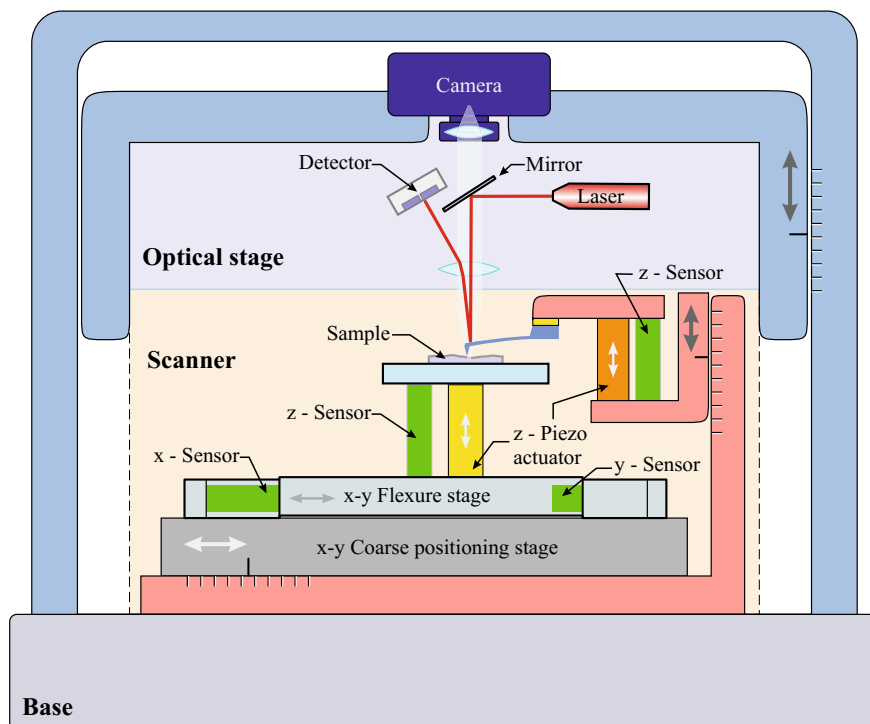 Camera
Detector
Mirror
Laser
Optical stage
z - Sensor
Sample
Scanner
z - Sensor
z - Piezo
actuator
x - Sensor
y - Sensor
x-y Flexure stage
x-y Coarse positioning stage
Base